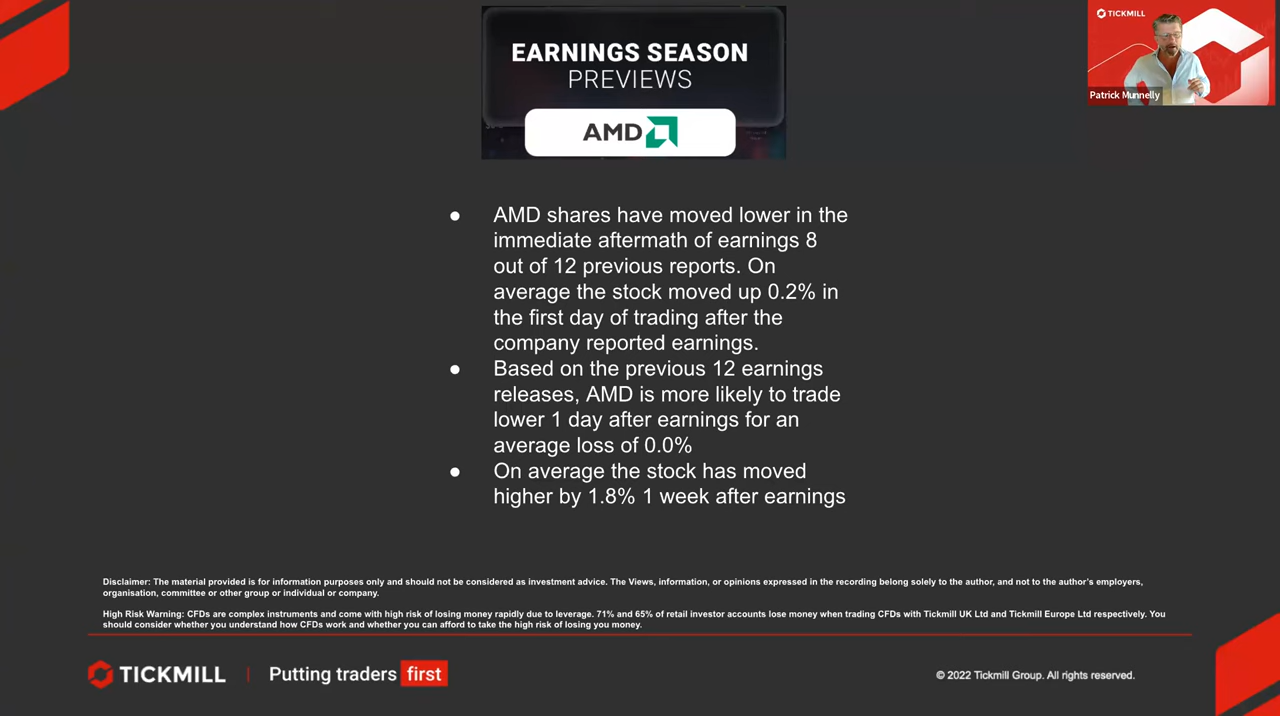 TICKMILL
Patrick Munnelly
EARNINGS SEASON
PREVIEWS
AMD
● AMD shares have moved lower in the
immediate aftermath of earnings 8
out of 12 previous reports. On
average the stock moved up 0.2% in
the first day of trading after the
company reported earnings.
● Based on the previous 12 earnings
releases, AMD is more likely to trade
lower 1 day after earnings for an
average loss of 0.0%
● On average the stock has moved
higher by 1.8% 1 week after earnings
Disclaimer: The material provided is for information purposes only and should not be considered as investment advice. The Views, information, or opinions expressed in the recording belong solely to the author, and not to the author's employers,
organisation, committee or other group or individual or company.
High Risk Warning: CFDs are complex instruments and come with high risk of losing money rapidly due to leverage. 71% and 65% of retail investor accounts lose money when trading CFDs with Tickmill UK Ltd and Tickmill Europe Ltd respectively. You
should consider whether you understand how CFDs work and whether you can afford to take the high risk of losing you money.
TICKMILL | Putting traders first
© 2022 Tickmill Group. All rights reserved.